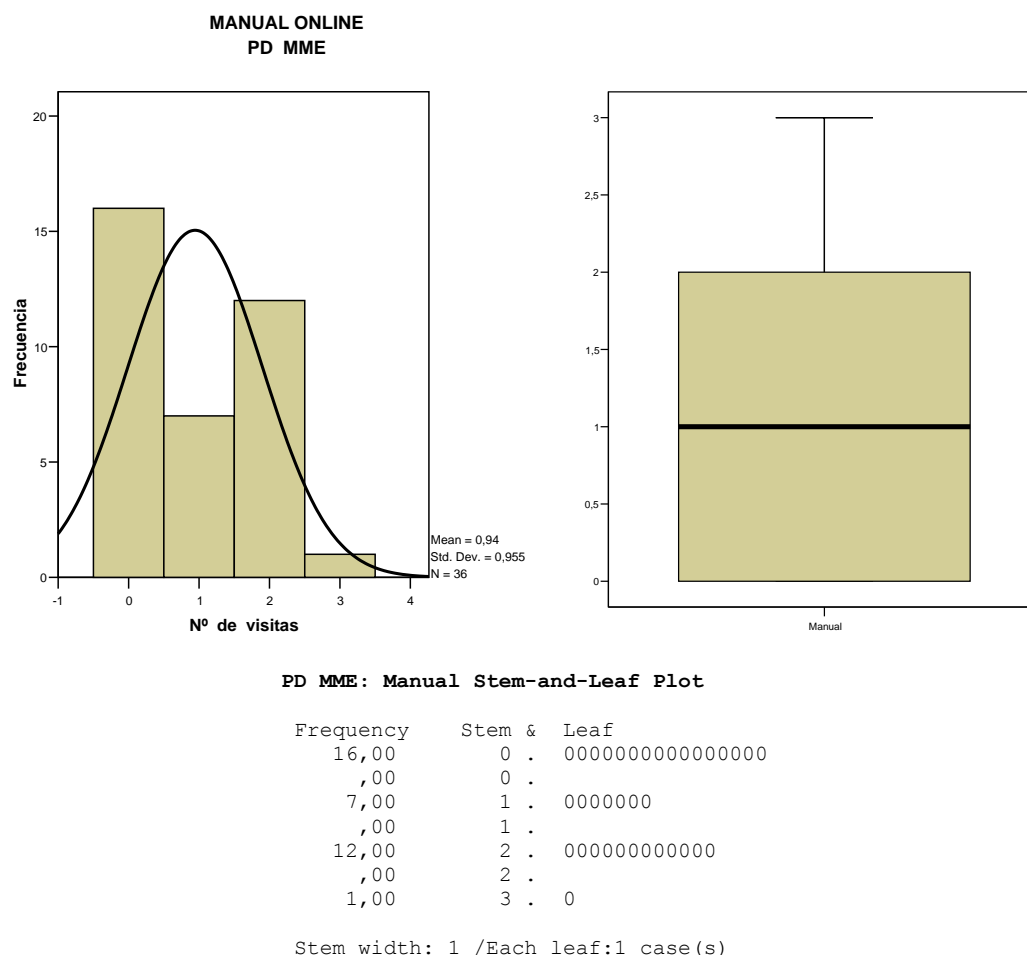 MANUAL ONLINE
PD MME
20
15
10
5
0
Frecuencia
-1 0 1 2 3 4
Nº de visitas
Mean = 0,94
Std. Dev. = 0,955
N = 36
3
2,5
2
1,5
1
0,5
0
Manual
PD MME: Manual Stem-and-Leaf Plot
Frequency Stem & Leaf
16,00 0 . 0000000000000000
,00 0 .
7,00 1 . 0000000
,00 1 .
12,00 2 . 000000000000
,00 2 .
1,00 3 . 0
Stem width: 1 /Each leaf:1 case(s)